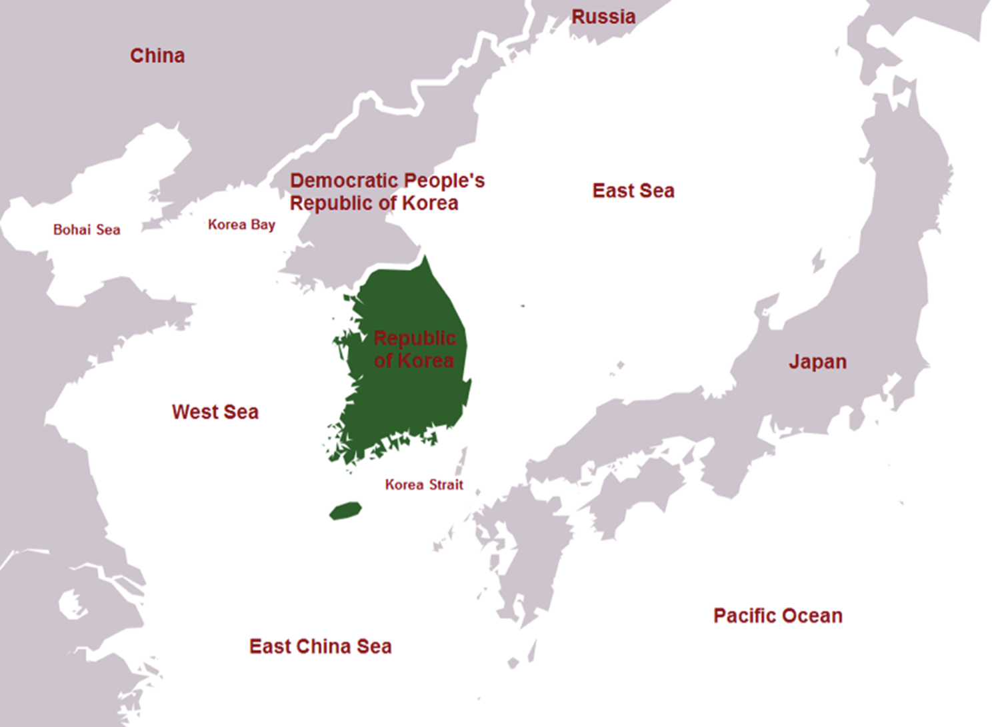 Russia
China
Democratic People's
Republic of Korea
East Sea
Bohai Sea
Korea Bay
Republic
of Korea
Japan
West Sea
Korea Strait
Pacific Ocean
East China Sea